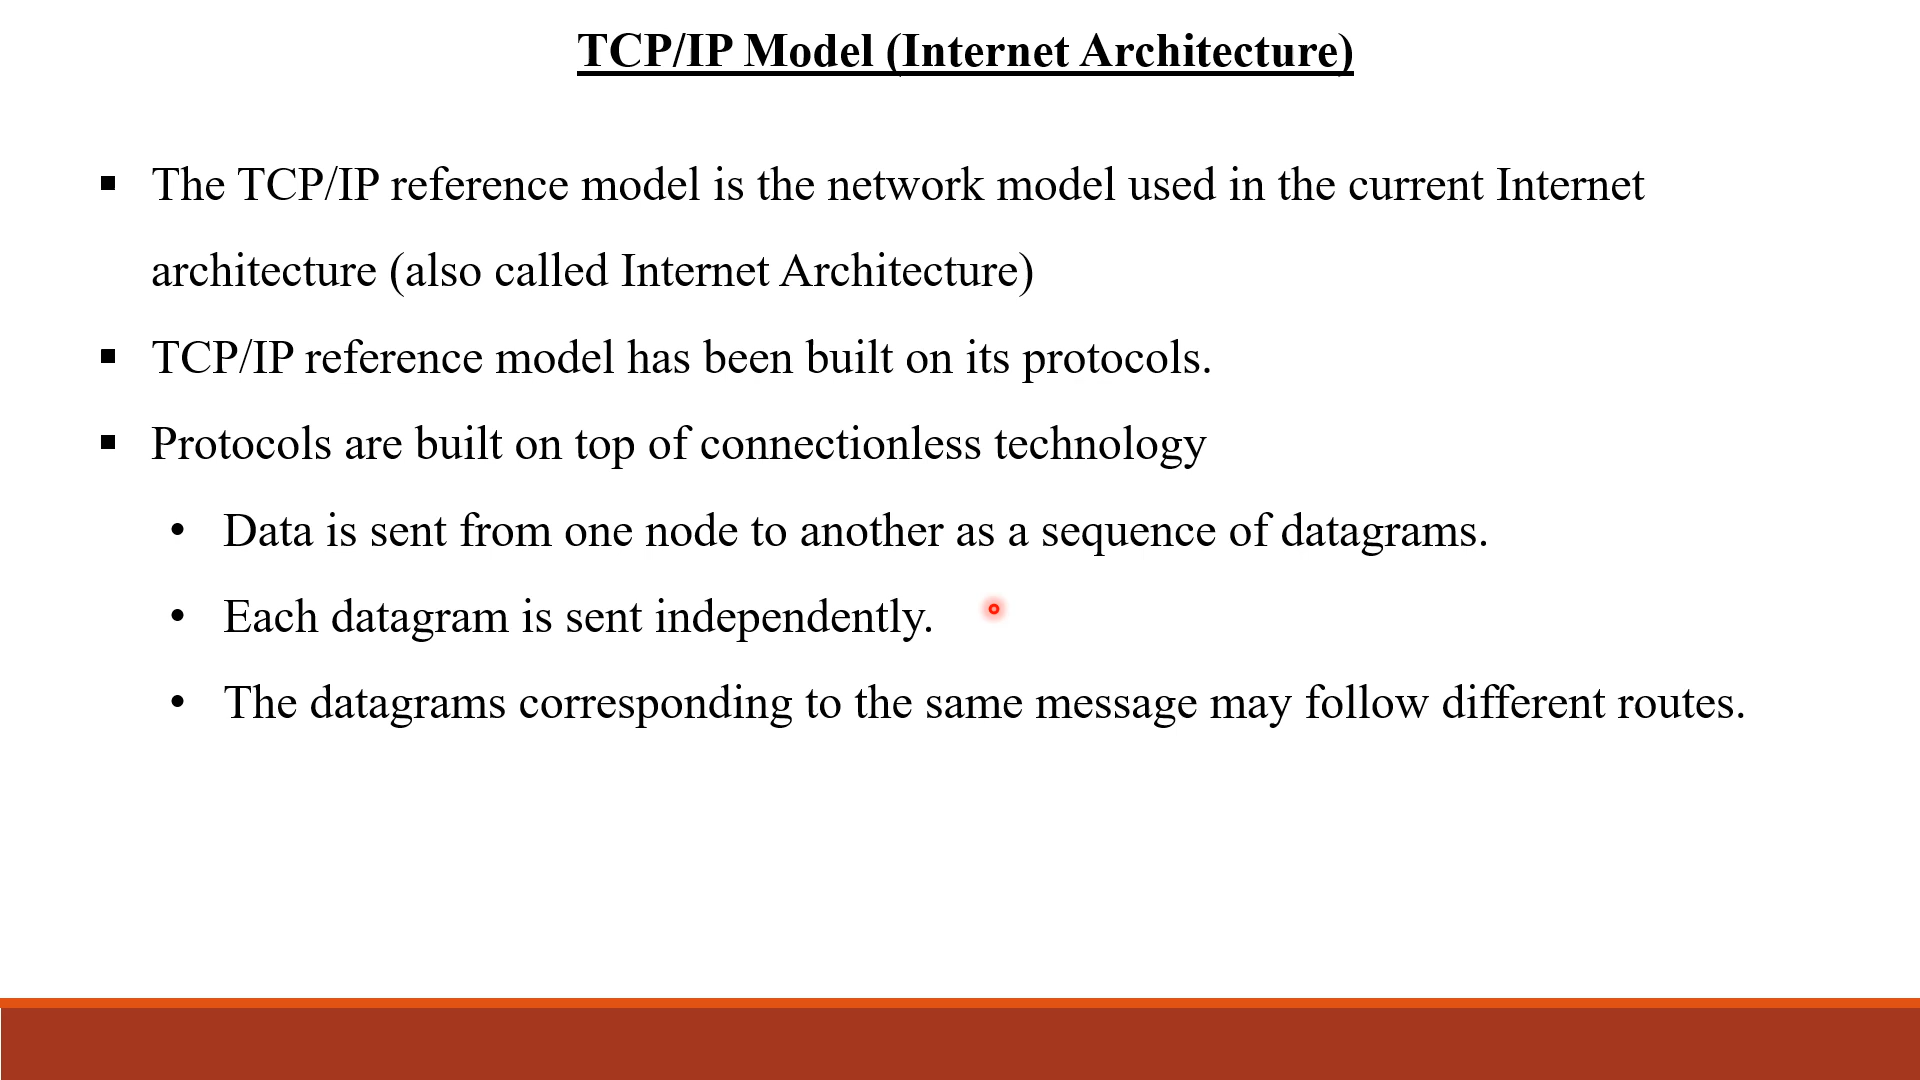 TCP/IP Model (Internet Architecture)
▪ The TCP/IP reference model is the network model used in the current Internet
architecture (also called Internet Architecture)
▪ TCP/IP reference model has been built on its protocols.
▪ Protocols are built on top of connectionless technology
• Data is sent from one node to another as a sequence of datagrams.
• Each datagram is sent independently.
• The datagrams corresponding to the same message may follow different routes.